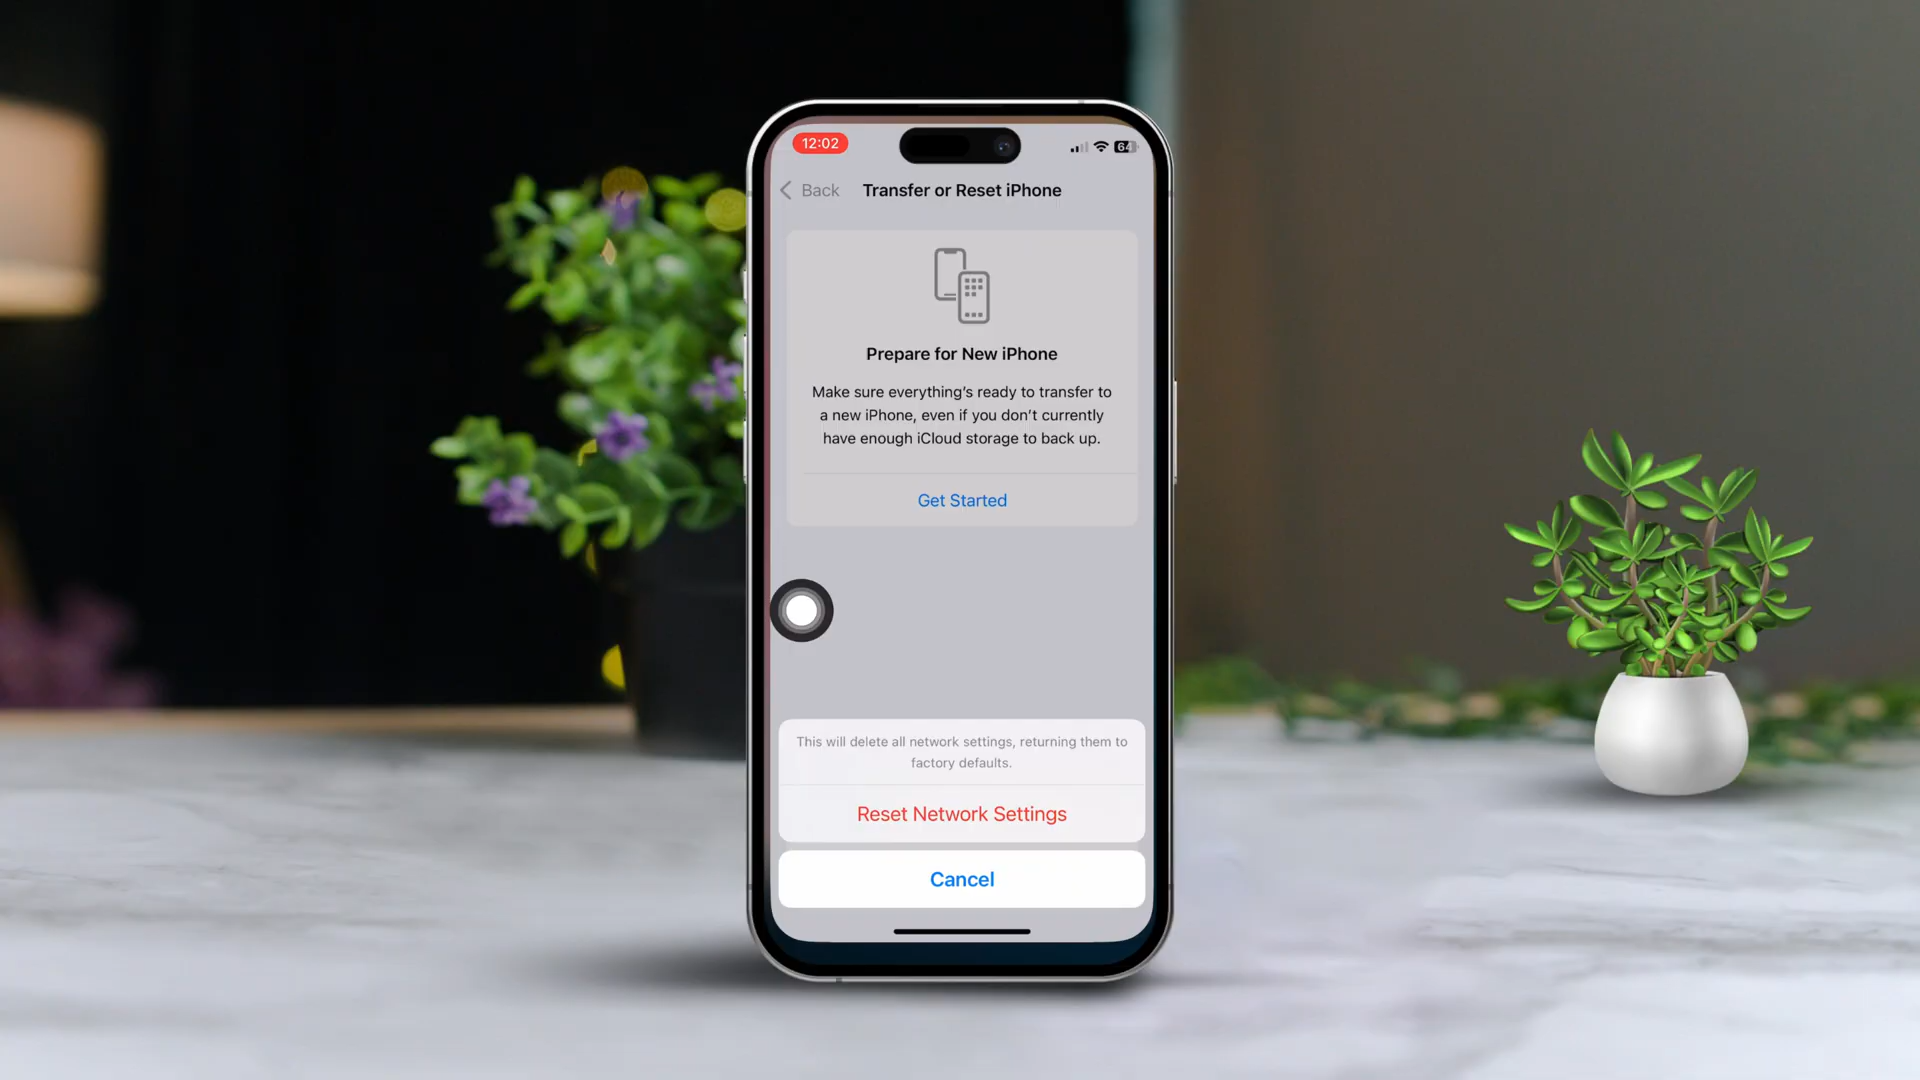 12:02
64
Back
Transfer or Reset iPhone
Prepare for New iPhone
Make sure everything's ready to transfer to
a new iPhone, even if you don't currently
have enough iCloud storage to back up.
Get Started
This will delete all network settings, returning them to
factory defaults.
Reset Network Settings
Cancel